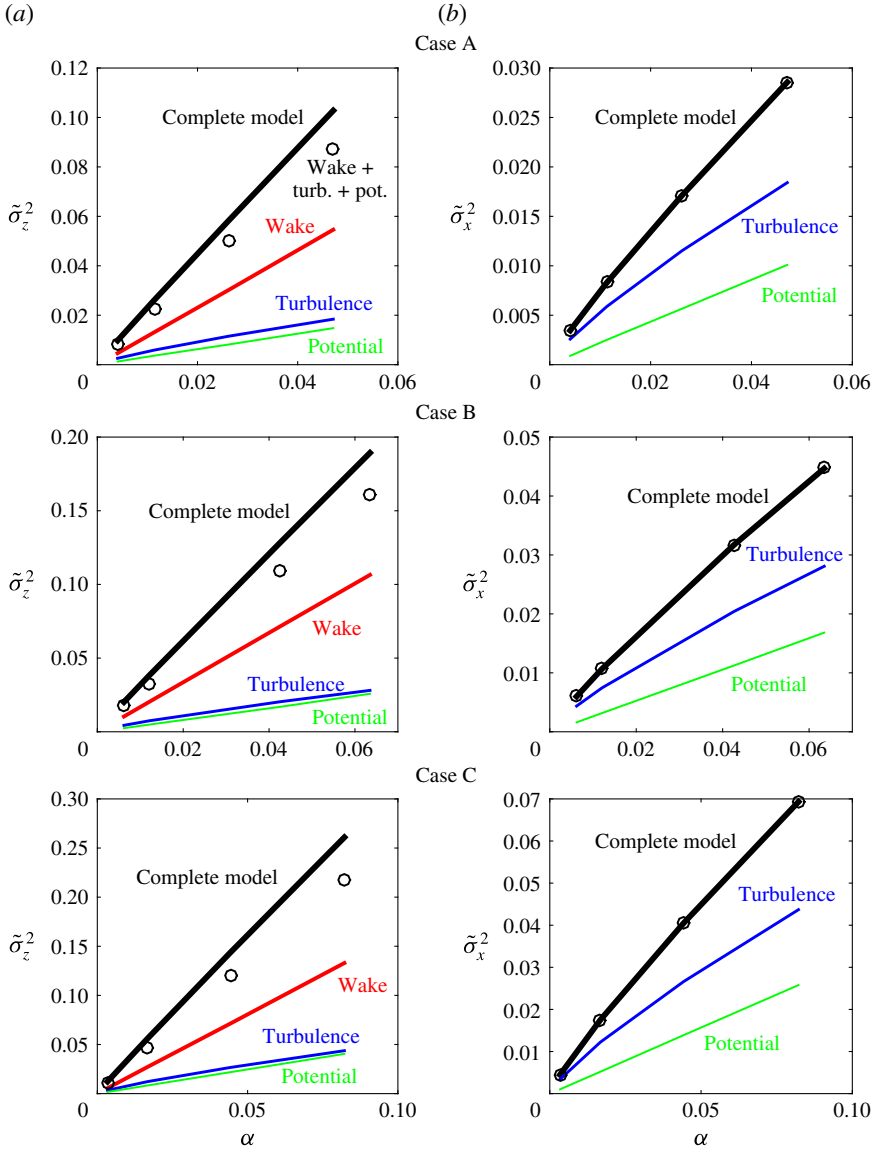 (a)
(b)
Case A
0.12
0.10
0.08
0.06
0.04
0.02
0
0.02
0.04
0.06
σ̃z²
Complete model
Wake +
turb. + pot.
Wake
Turbulence
Potential
0.030
0.025
0.020
0.015
0.010
0.005
0
0.02
0.04
0.06
σ̃x²
Complete model
Turbulence
Potential
Case B
0.20
0.15
0.10
0.05
0
0.02
0.04
0.06
σ̃z²
Complete model
Wake
Turbulence
Potential
0.05
0.04
0.03
0.02
0.01
0
0.02
0.04
0.06
σ̃x²
Complete model
Turbulence
Potential
Case C
0.30
0.25
0.20
0.15
0.10
0.05
0
0.05
0.10
σ̃z²
α
Complete model
Wake
Turbulence
Potential
0.07
0.06
0.05
0.04
0.03
0.02
0.01
0
0.05
0.10
σ̃x²
α
Complete model
Turbulence
Potential